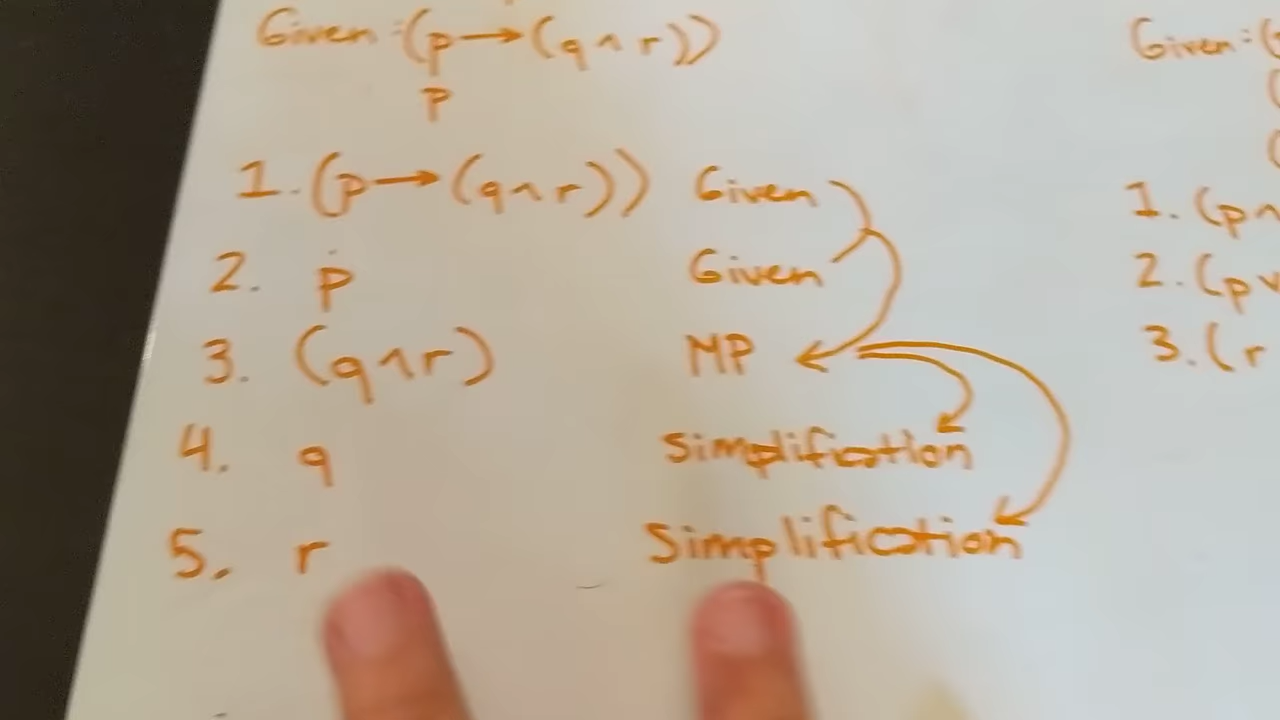 Given: (p→(q∧r))
p
1. (p→(q∧r)) Given
2. p Given
3. (q∧r) MP
4. q Simplification
5. r Simplification
Given: (
(
(
1. (p∧
2. (p∨
3. (r